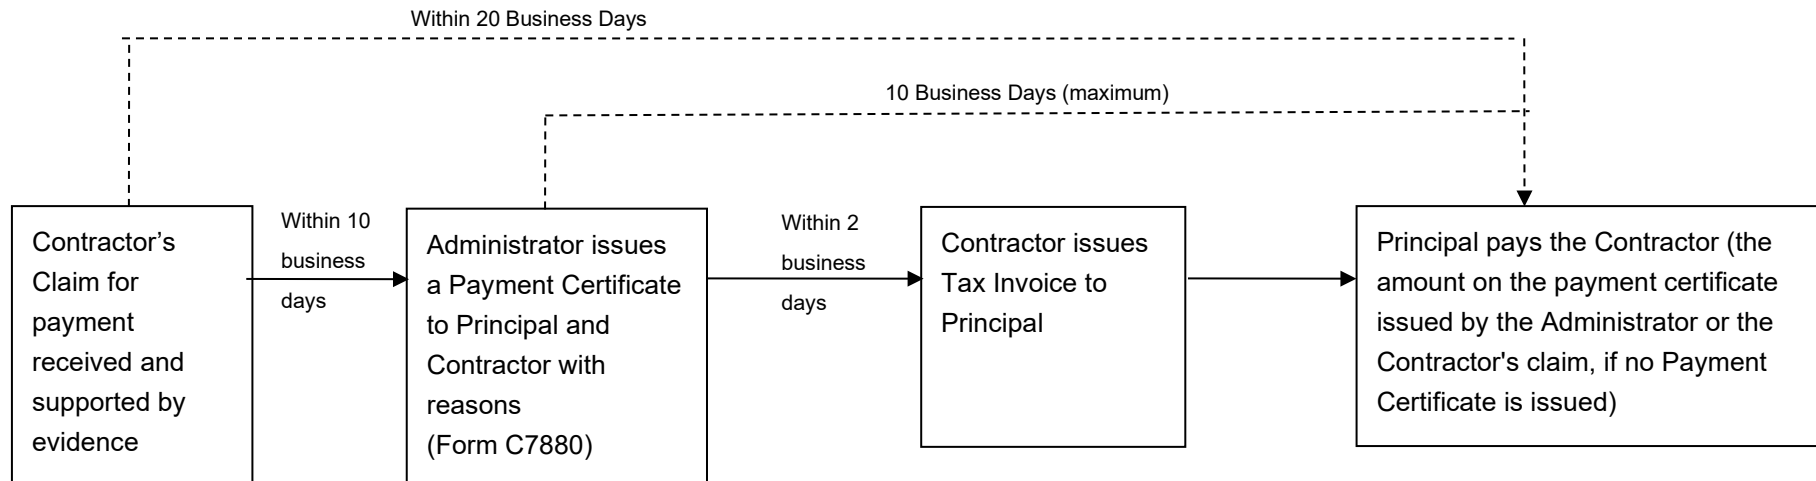 Within 20 Business Days
10 Business Days (maximum)
Contractor’s
Claim for
payment
received and
supported by
evidence
Within 10
business
days
Administrator issues
a Payment Certificate
to Principal and
Contractor with
reasons
(Form C7880)
Within 2
business
days
Contractor issues
Tax Invoice to
Principal
Principal pays the Contractor (the
amount on the payment certificate
issued by the Administrator or the
Contractor's claim, if no Payment
Certificate is issued)